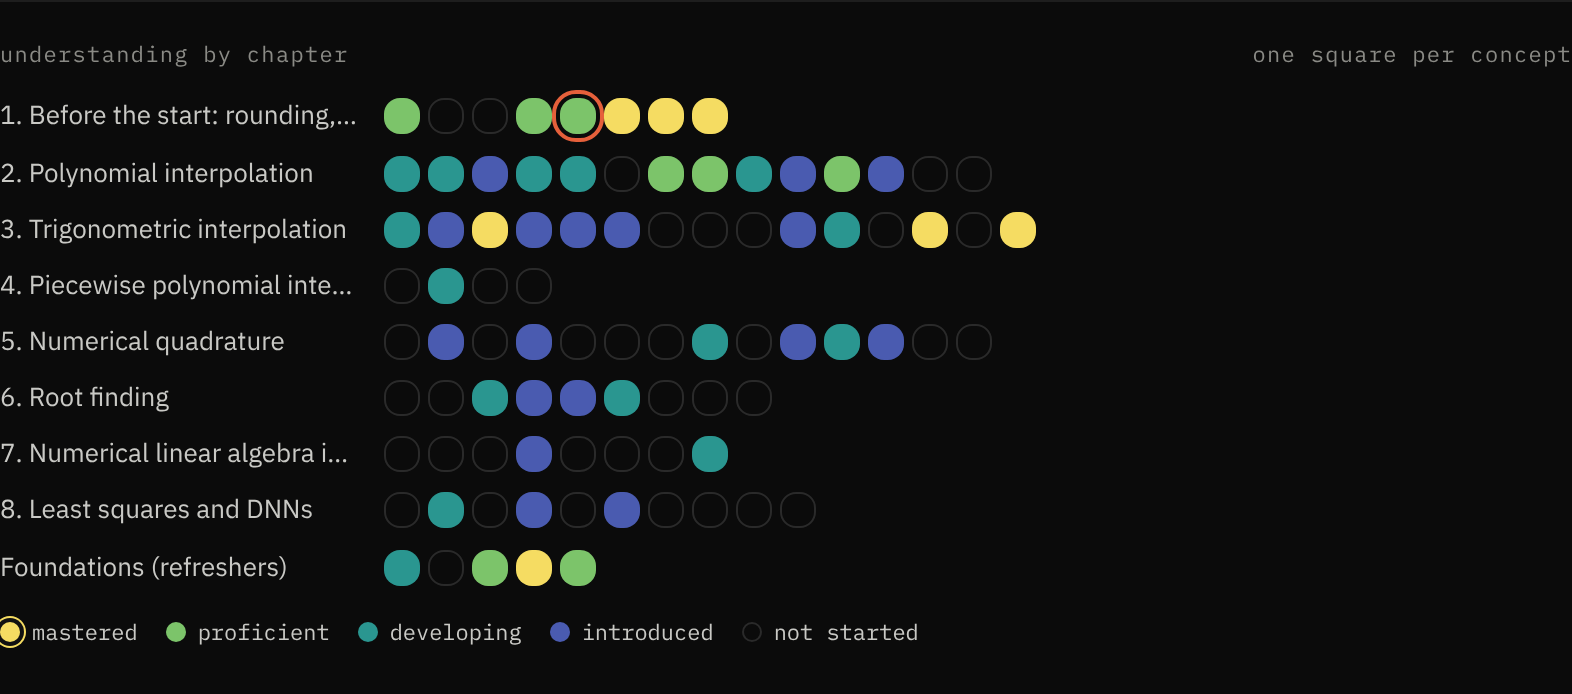 understanding by chapter
one square per concept
1. Before the start: rounding,...
2. Polynomial interpolation
3. Trigonometric interpolation
4. Piecewise polynomial inte...
5. Numerical quadrature
6. Root finding
7. Numerical linear algebra i...
8. Least squares and DNNs
Foundations (refreshers)
mastered proficient developing introduced not started